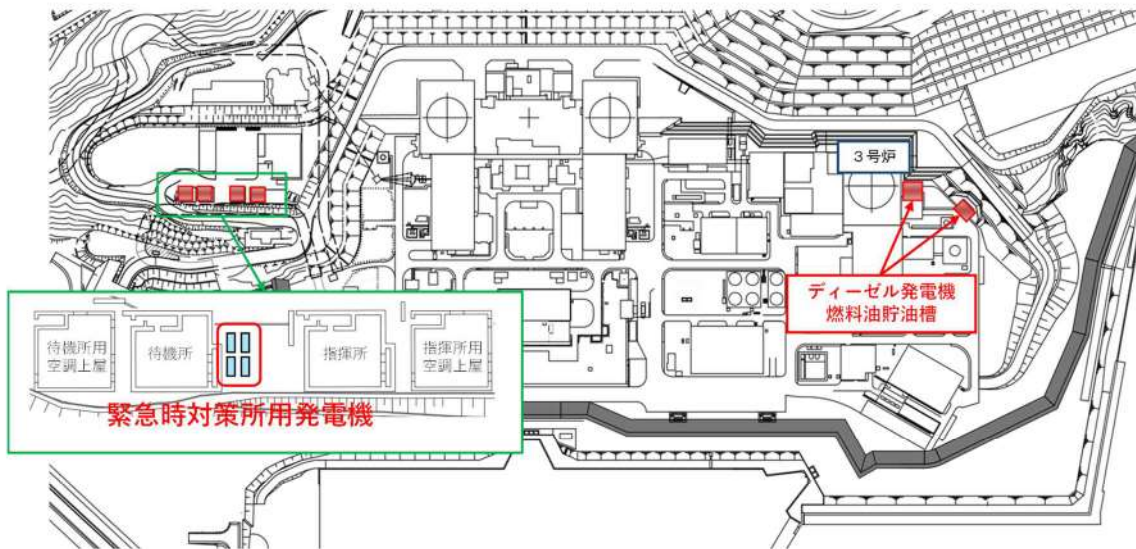 3号炉
ディーゼル発電機
燃料油貯油槽
待機所用
空調上屋
待機所
指揮所
指揮所用
空調上屋
緊急時対策所用発電機